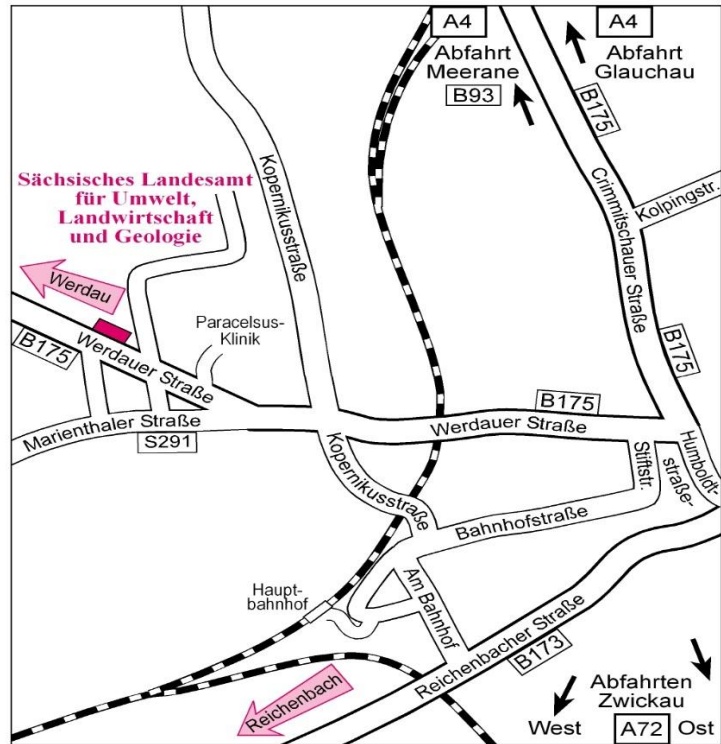 A4
Abfahrt
Meerane
B93
A4
Abfahrt
Glauchau
B175
Kopernikusstraße
Crimmitschauer Straße
Kolpingstr.
Sächsisches Landesamt
für Umwelt,
Landwirtschaft
und Geologie
Werdau
Paracelsus-
Klinik
B175
Werdauer Straße
B175
Marienthaler Straße
S291
B175
Werdauer Straße
Kopernikusstraße
Stiftstr.
Humboldt-
straße-
Bahnhofstraße
Haupt-
bahnhof
Am Bahnhof
Reichenbacher Straße
B173
Reichenbach
Abfahrten
Zwickau
West
A72
Ost